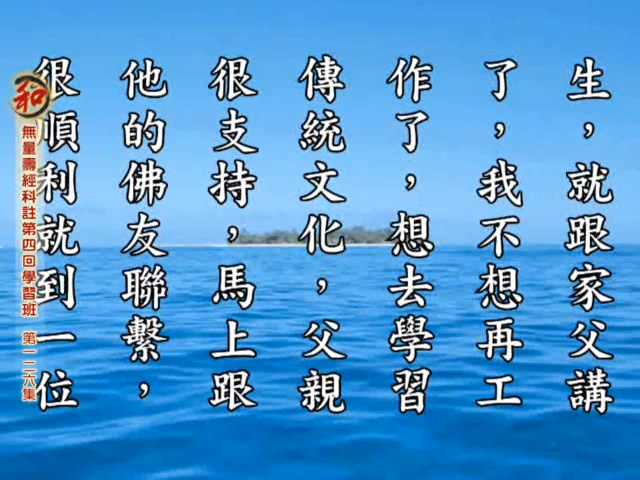 生，就跟家父講
了，我不想再工
作了，想去學習
傳統文化，父親
很支持，馬上跟
他的佛友聯繫，
很順利就到一位
和
無量壽經科註第四回學習班 第一二六集